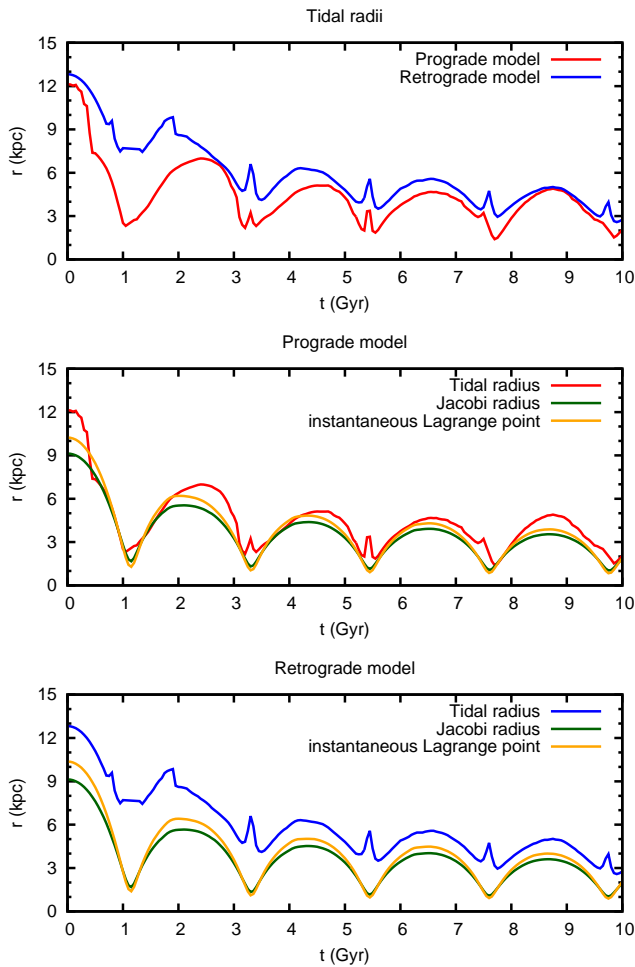 Tidal radii
15
12
9
6
3
0
r (kpc)
Prograde model
Retrograde model
0 1 2 3 4 5 6 7 8 9 10
t (Gyr)
Prograde model
15
12
9
6
3
0
r (kpc)
Tidal radius
Jacobi radius
instantaneous Lagrange point
0 1 2 3 4 5 6 7 8 9 10
t (Gyr)
Retrograde model
15
12
9
6
3
0
r (kpc)
Tidal radius
Jacobi radius
instantaneous Lagrange point
0 1 2 3 4 5 6 7 8 9 10
t (Gyr)